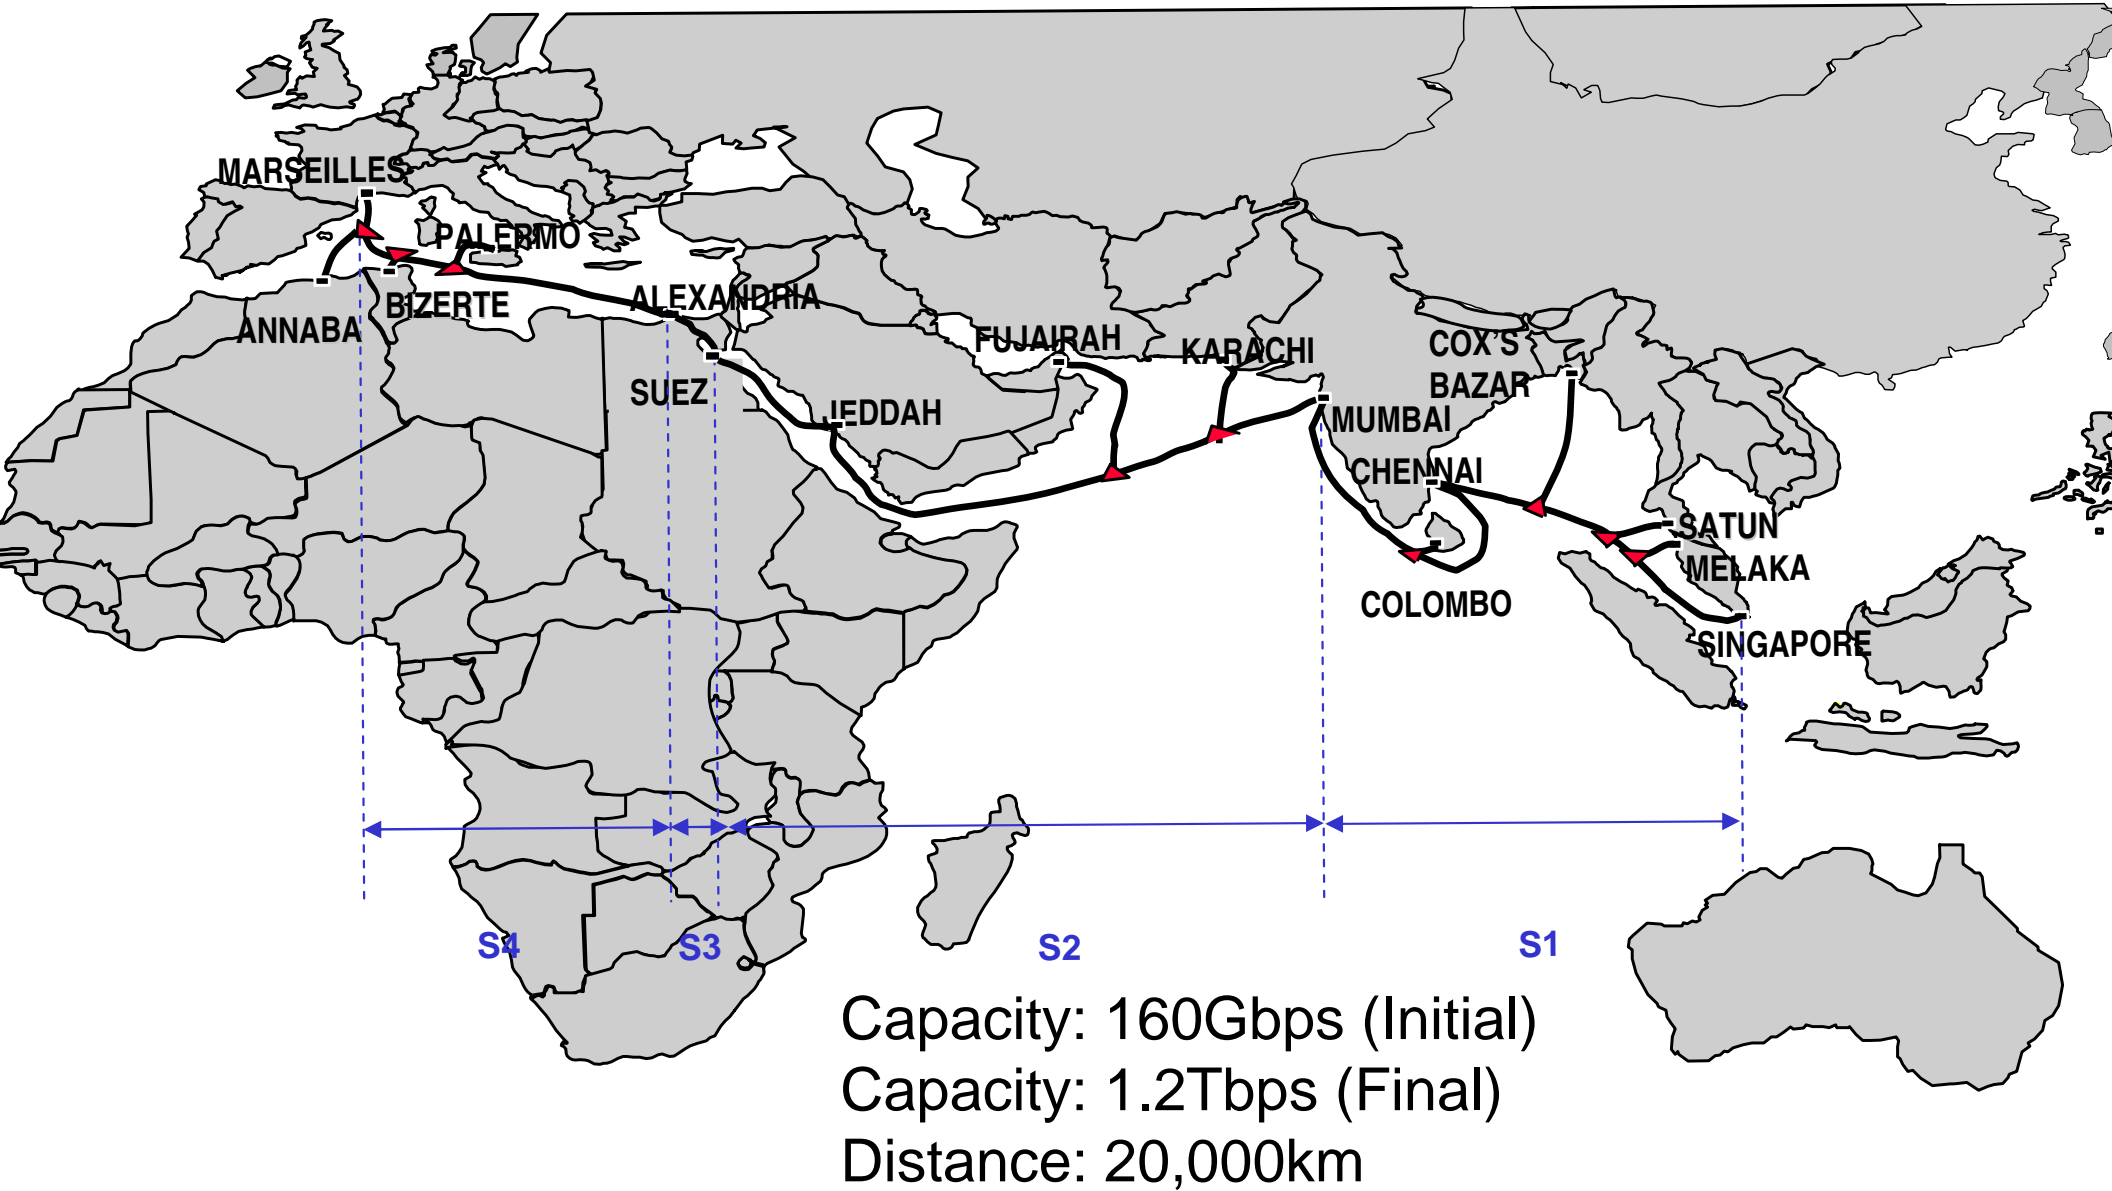 MARSEILLES
PALERMO
ALEXANDRIA
BIZERTE
ANNABA
FUJAIRAH
KARACHI
COX'S
BAZAR
SUEZ
JEDDAH
MUMBAI
CHENNAI
SATUN
MELAKA
COLOMBO
SINGAPORE
S4
S3
S2
S1
Capacity: 160Gbps (Initial)
Capacity: 1.2Tbps (Final)
Distance: 20,000km